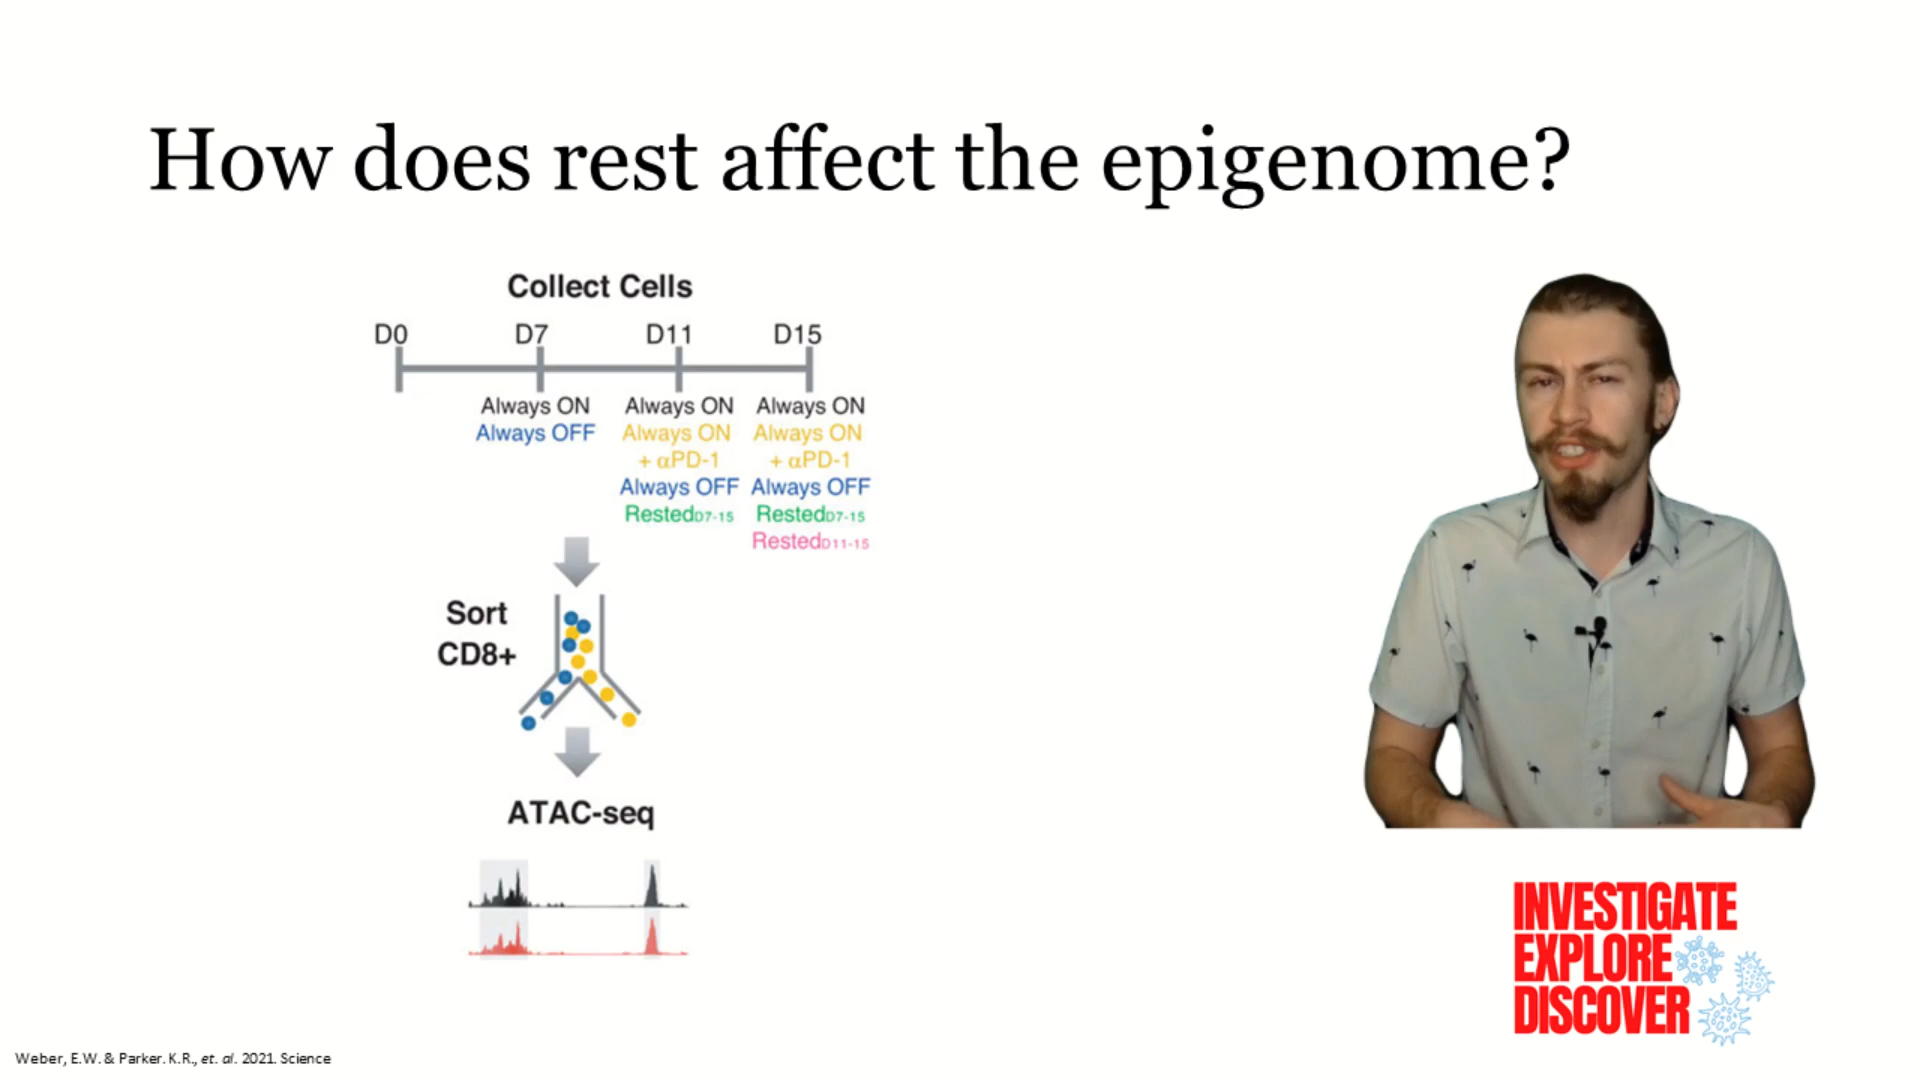 How does rest affect the epigenome?
Collect Cells
D0 D7 D11 D15
Always ON Always ON Always ON
Always OFF Always ON Always ON
+ αPD-1 + αPD-1
Always OFF Always OFF
RestedD7-15 RestedD7-15
RestedD11-15
Sort
CD8+
ATAC-seq
INVESTIGATE
EXPLORE
DISCOVER
Weber, E.W. & Parker. K.R., et. al. 2021. Science